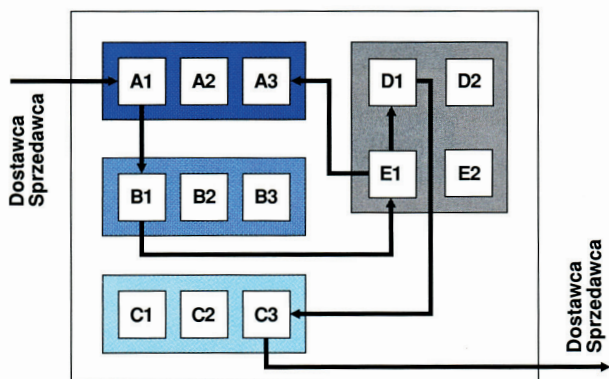 Dostawca
Sprzedawca
A1 A2 A3
B1 B2 B3
C1 C2 C3
D1 D2
E1 E2
Dostawca
Sprzedawca